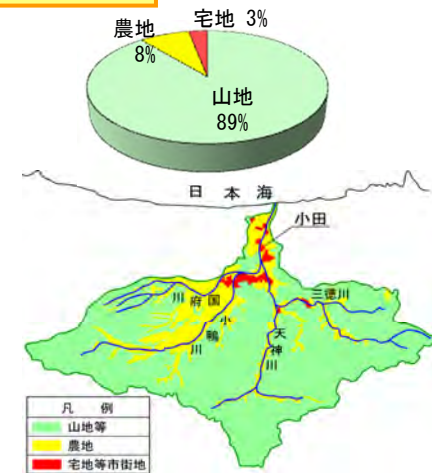 宅地 3%
農地
8%
山地
89%
日本海
小田
国府川
小鴨川
天神川
三徳川
凡例
山地等
農地
宅地等市街地